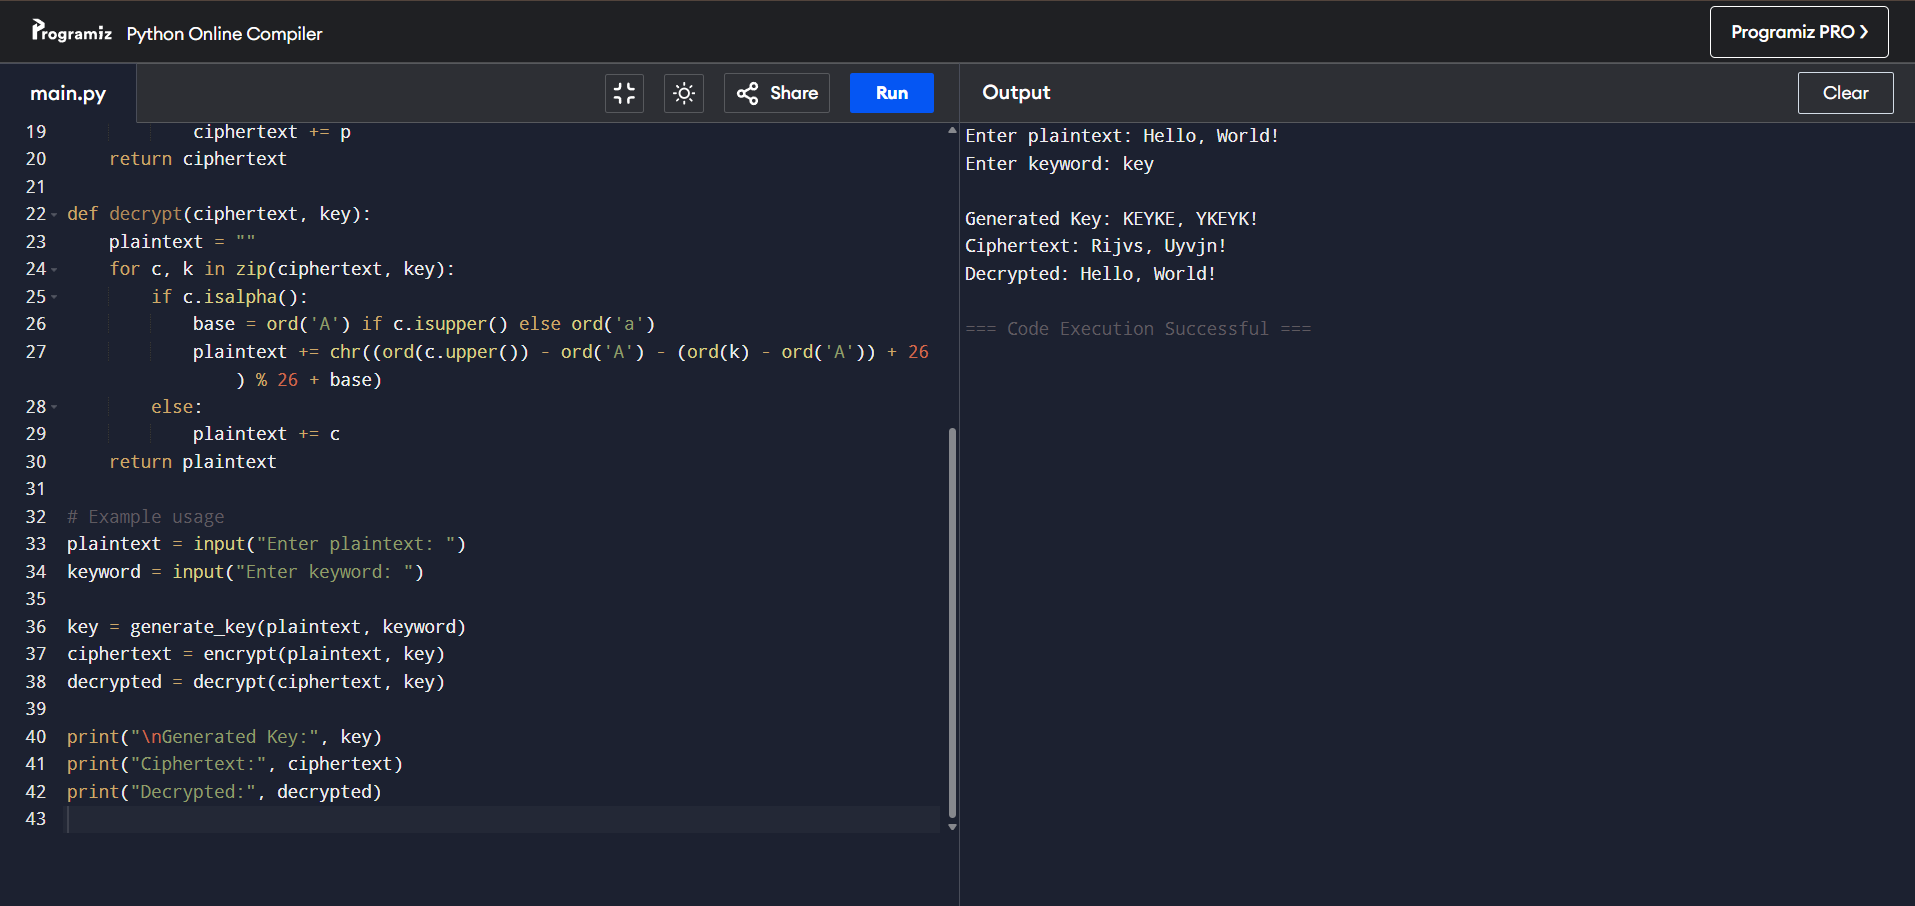 Programiz Python Online Compiler
Programiz PRO ❯
main.py
Share
Run
Output
Clear
19 ciphertext += p
20 return ciphertext
21
22 def decrypt(ciphertext, key):
23 plaintext = ""
24 for c, k in zip(ciphertext, key):
25 if c.isalpha():
26 base = ord('A') if c.isupper() else ord('a')
27 plaintext += chr((ord(c.upper()) - ord('A') - (ord(k) - ord('A')) + 26
) % 26 + base)
28 else:
29 plaintext += c
30 return plaintext
31
32 # Example usage
33 plaintext = input("Enter plaintext: ")
34 keyword = input("Enter keyword: ")
35
36 key = generate_key(plaintext, keyword)
37 ciphertext = encrypt(plaintext, key)
38 decrypted = decrypt(ciphertext, key)
39
40 print("\nGenerated Key:", key)
41 print("Ciphertext:", ciphertext)
42 print("Decrypted:", decrypted)
43
Enter plaintext: Hello, World!
Enter keyword: key
Generated Key: KEYKE, YKEYK!
Ciphertext: Rijvs, Uyvjn!
Decrypted: Hello, World!
=== Code Execution Successful ===